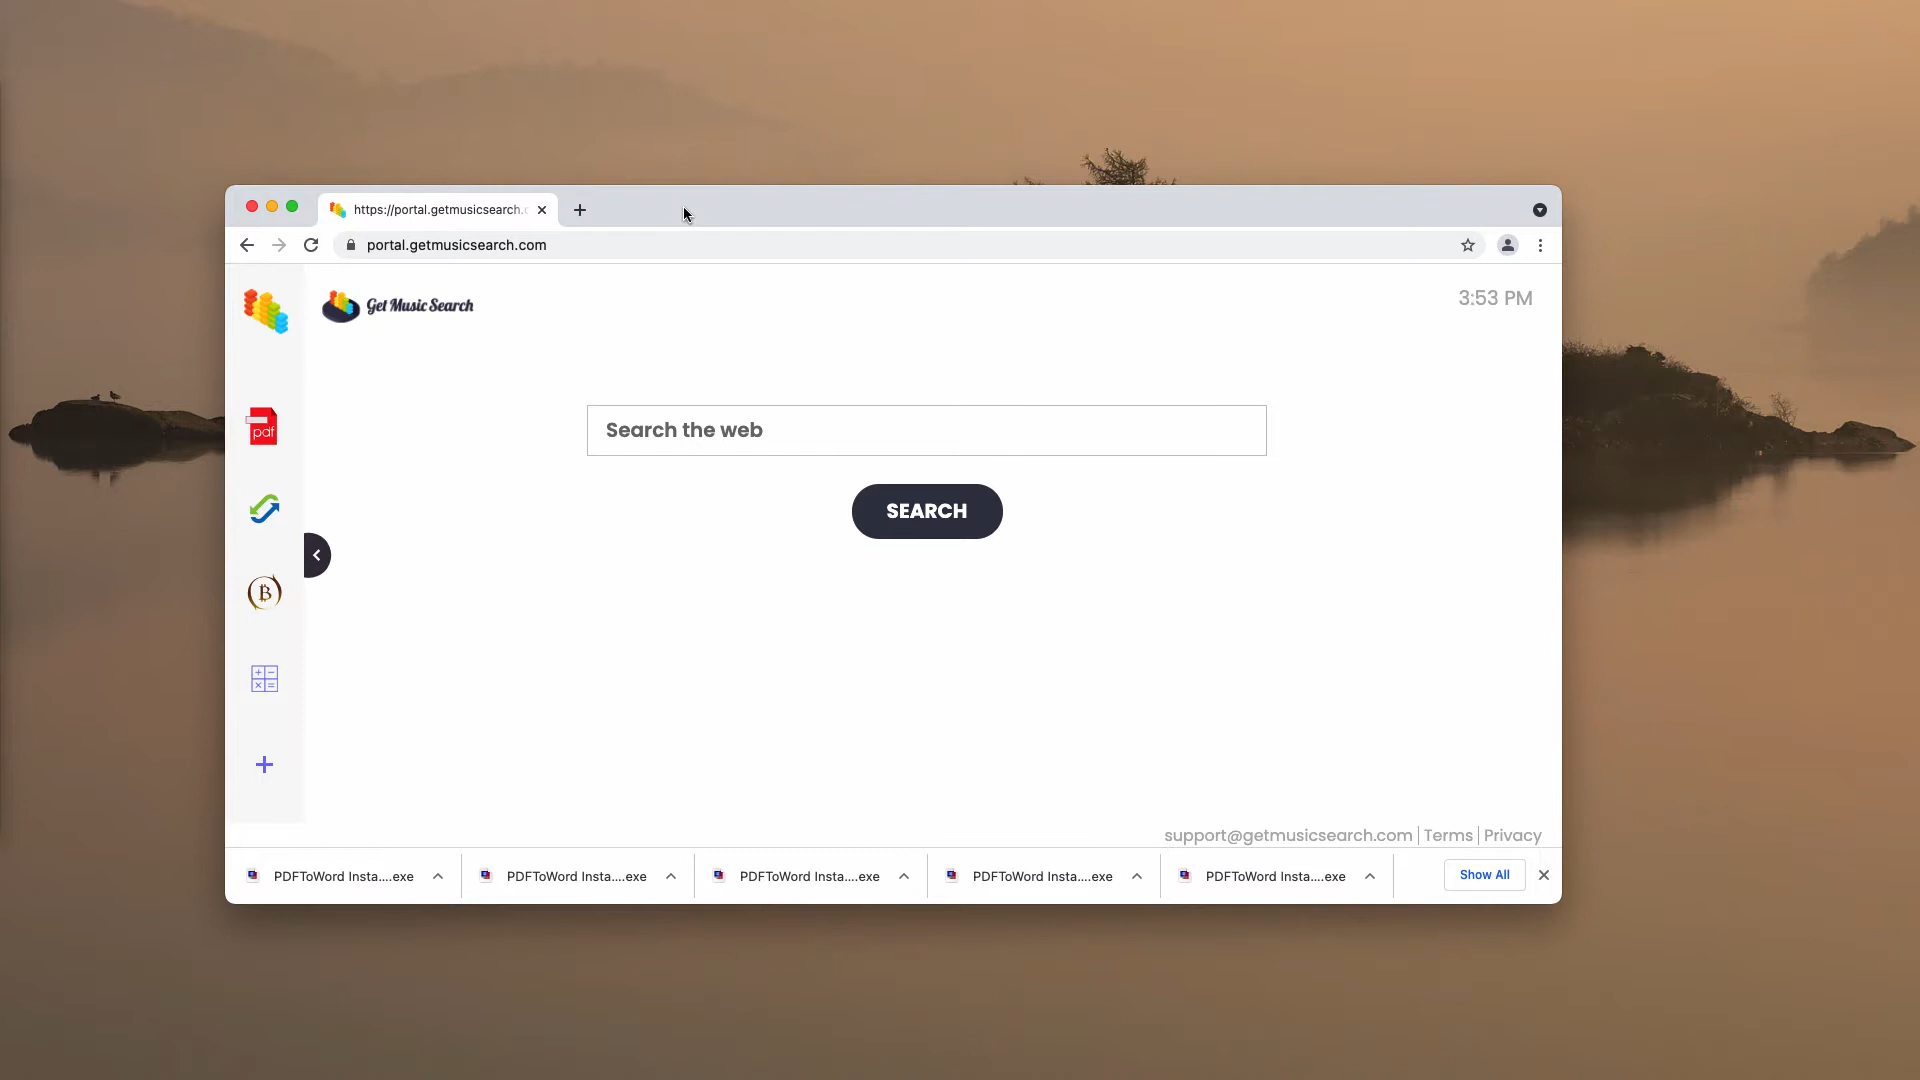 https://portal.getmusicsearch.c
portal.getmusicsearch.com
Get Music Search
3:53 PM
pdf
Search the web
SEARCH
support@getmusicsearch.com | Terms | Privacy
PDFToWord Insta....exe
PDFToWord Insta....exe
PDFToWord Insta....exe
PDFToWord Insta....exe
PDFToWord Insta....exe
Show All